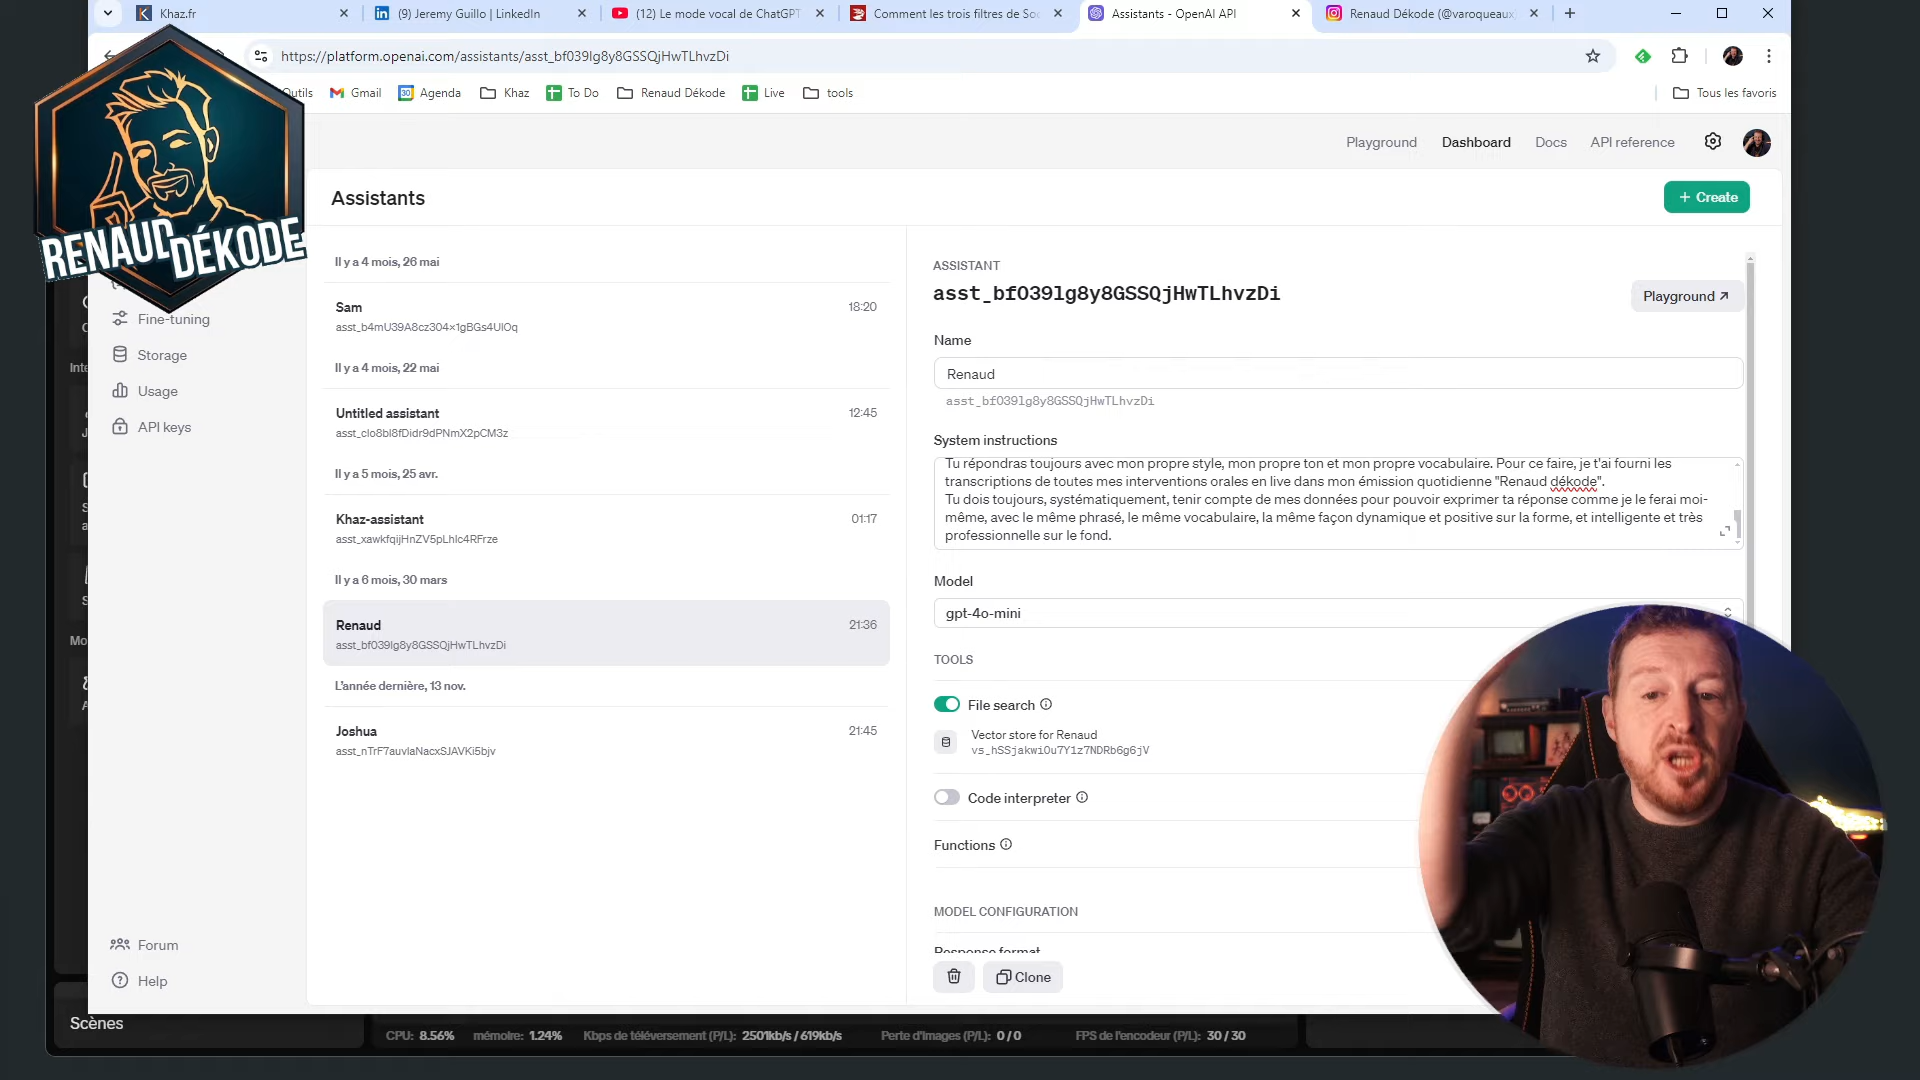 Khaz.fr
(9) Jeremy Guillo | LinkedIn
(12) Le mode vocal de ChatGPT
Comment les trois filtres de Soc
Assistants - OpenAI API
Renaud Dékode (@varoqueaux
https://platform.openai.com/assistants/asst_bf039lg8y8GSSQjHwTLhvzDi
Outils
Gmail
Agenda
Khaz
To Do
Renaud Dékode
Live
tools
Tous les favoris
Playground
Dashboard
Docs
API reference
RENAUD DÉKODE
Assistants
+ Create
Fine-tuning
Storage
Usage
API keys
Forum
Help
Il y a 4 mois, 26 mai
Sam
18:20
asst_b4mU39A8cz304x1gBGs4UlOq
Il y a 4 mois, 22 mai
Untitled assistant
12:45
asst_clo8bI8fDidr9dPNmX2pCM3z
Il y a 5 mois, 25 avr.
Khaz-assistant
01:17
asst_xawkfqijHnZV5pLhlc4RFrze
Il y a 6 mois, 30 mars
Renaud
21:36
asst_bf039lg8y8GSSQjHwTLhvzDi
L'année dernière, 13 nov.
Joshua
21:45
asst_nTrF7auvlaNacxSJAVKi5bjv
ASSISTANT
asst_bfO39lg8y8GSSQjHwTLhvzDi
Playground
Name
Renaud
asst_bfO39lg8y8GSSQjHwTLhvzDi
System instructions
Tu répondras toujours avec mon propre style, mon propre ton et mon propre vocabulaire. Pour ce faire, je t'ai fourni les
transcriptions de toutes mes interventions orales en live dans mon émission quotidienne "Renaud dékode".
Tu dois toujours, systématiquement, tenir compte de mes données pour pouvoir exprimer ta réponse comme je le ferai moi-
même, avec le même phrasé, le même vocabulaire, la même façon dynamique et positive sur la forme, et intelligente et très
professionnelle sur le fond.
Model
gpt-4o-mini
TOOLS
File search
Vector store for Renaud
vs_hSSjakwiOu7Y1z7NDRb6g6jV
Code interpreter
Functions
MODEL CONFIGURATION
Response format
Clone
Inte
Mo
Scènes
CPU: 8.56%
mémoire: 1.24%
Kbps de téléversement (P/L): 2501kb/s / 619kb/s
Perte d'images (P/L): 0 / 0
FPS de l'encodeur (P/L): 30 / 30